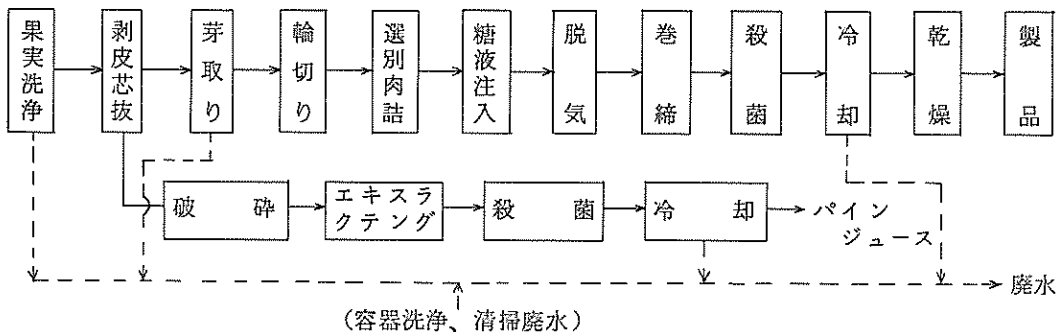 果実洗浄
剥皮芯抜
芽取り
輪切り
選別肉詰
糖液注入
脱気
巻締
殺菌
冷却
乾燥
製品
破砕
エキスラ
クテング
殺菌
冷却
パイン
ジュース
廃水
(容器洗浄、清掃廃水)